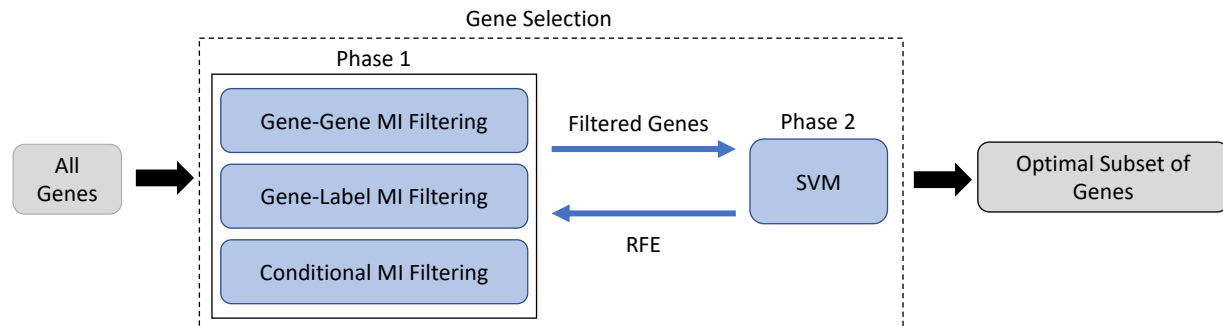 Gene Selection
Phase 1
Gene-Gene MI Filtering
Gene-Label MI Filtering
Conditional MI Filtering
All
Genes
Filtered Genes
RFE
Phase 2
SVM
Optimal Subset of
Genes